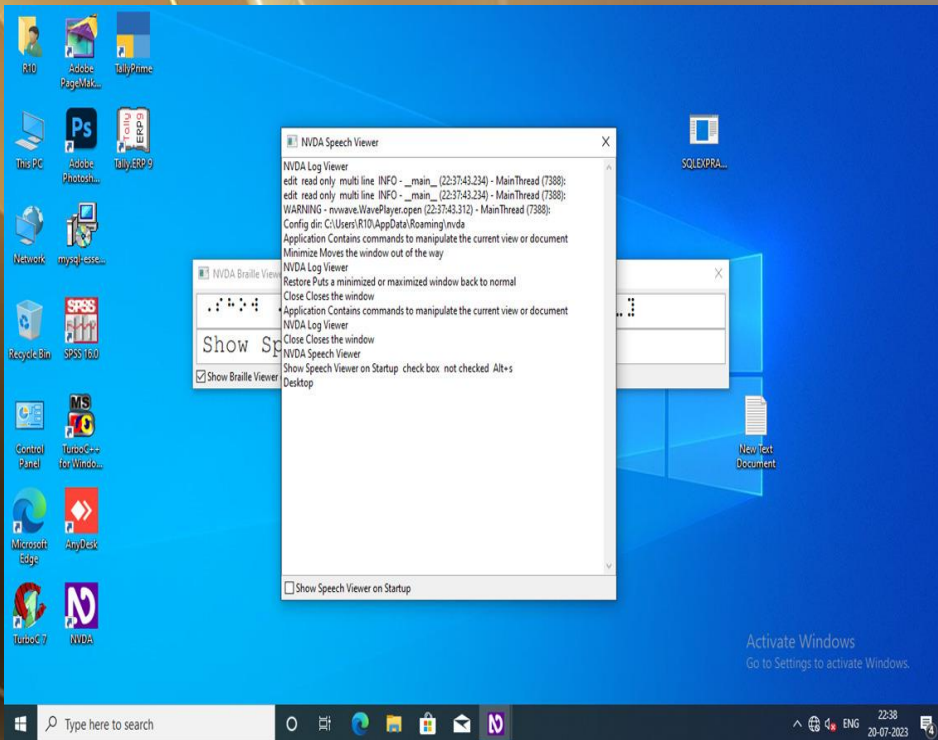 R10
Adobe
PageMak...
TallyPrime
This PC
Ps
Adobe
Photosh...
Tally
ERP 9
Tally.ERP 9
Network
mysql-esse...
Recycle Bin
SPSS
SPSS 16.0
Control
Panel
MS
TurboC++
for Windo...
Microsoft
Edge
AnyDesk
TurboC 7
NVDA
SQLEXPRA...
New Text
Document
NVDA Braille Viewe
Show Sp
Show Braille Viewer
NVDA Speech Viewer
NVDA Log Viewer
edit read only multi line INFO - __main__ (22:37:43.234) - MainThread (7388):
edit read only multi line INFO - __main__ (22:37:43.234) - MainThread (7388):
WARNING - nvwave.WavePlayer.open (22:37:43.312) - MainThread (7388):
Config dir: C:\Users\R10\AppData\Roaming\nvda
Application Contains commands to manipulate the current view or document
Minimize Moves the window out of the way
NVDA Log Viewer
Restore Puts a minimized or maximized window back to normal
Close Closes the window
Application Contains commands to manipulate the current view or document
NVDA Log Viewer
Close Closes the window
NVDA Speech Viewer
Show Speech Viewer on Startup check box not checked Alt+s
Desktop
Show Speech Viewer on Startup
Activate Windows
Go to Settings to activate Windows.
Type here to search
ENG
22:38
20-07-2023
4